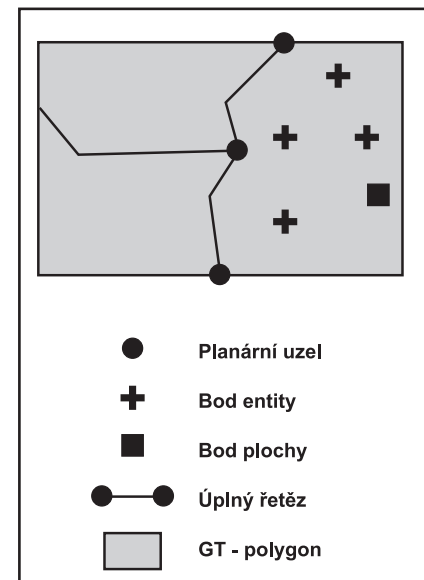 Planární uzel
Bod entity
Bod plochy
Úplný řetěz
GT - polygon